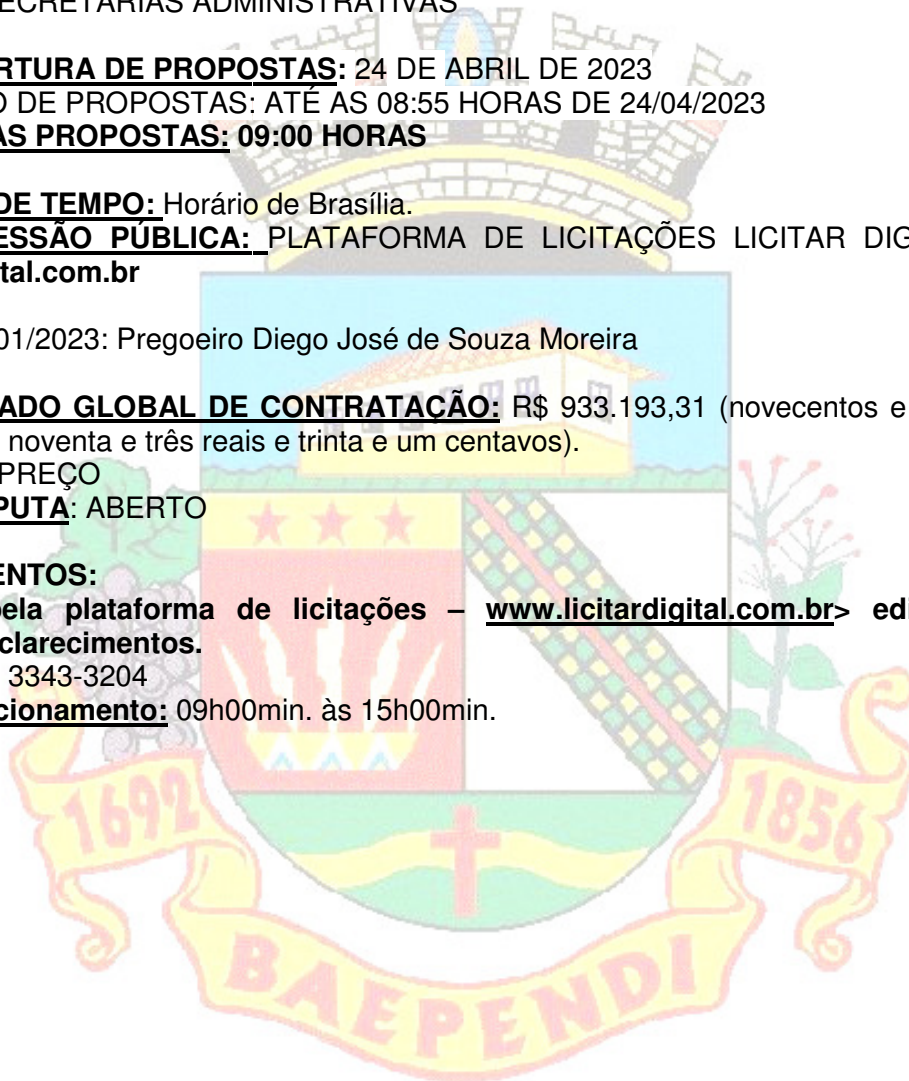 SECRETARIAS ADMINISTRATIVAS
RTURA DE PROPOSTAS: 24 DE ABRIL DE 2023
O DE PROPOSTAS: ATÉ AS 08:55 HORAS DE 24/04/2023
AS PROPOSTAS: 09:00 HORAS
DE TEMPO: Horário de Brasília.
ESSÃO PÚBLICA: PLATAFORMA DE LICITAÇÕES LICITAR DIG
tal.com.br
01/2023: Pregoeiro Diego José de Souza Moreira
ADO GLOBAL DE CONTRATAÇÃO: R$ 933.193,31 (novecentos e
noventa e três reais e trinta e um centavos).
PREÇO
PUTA: ABERTO
ENTOS:
pela plataforma de licitações – www.licitardigital.com.br> edi
clarecimentos.
3343-3204
cionamento: 09h00min. às 15h00min.
1692
1856
BAEPENDI